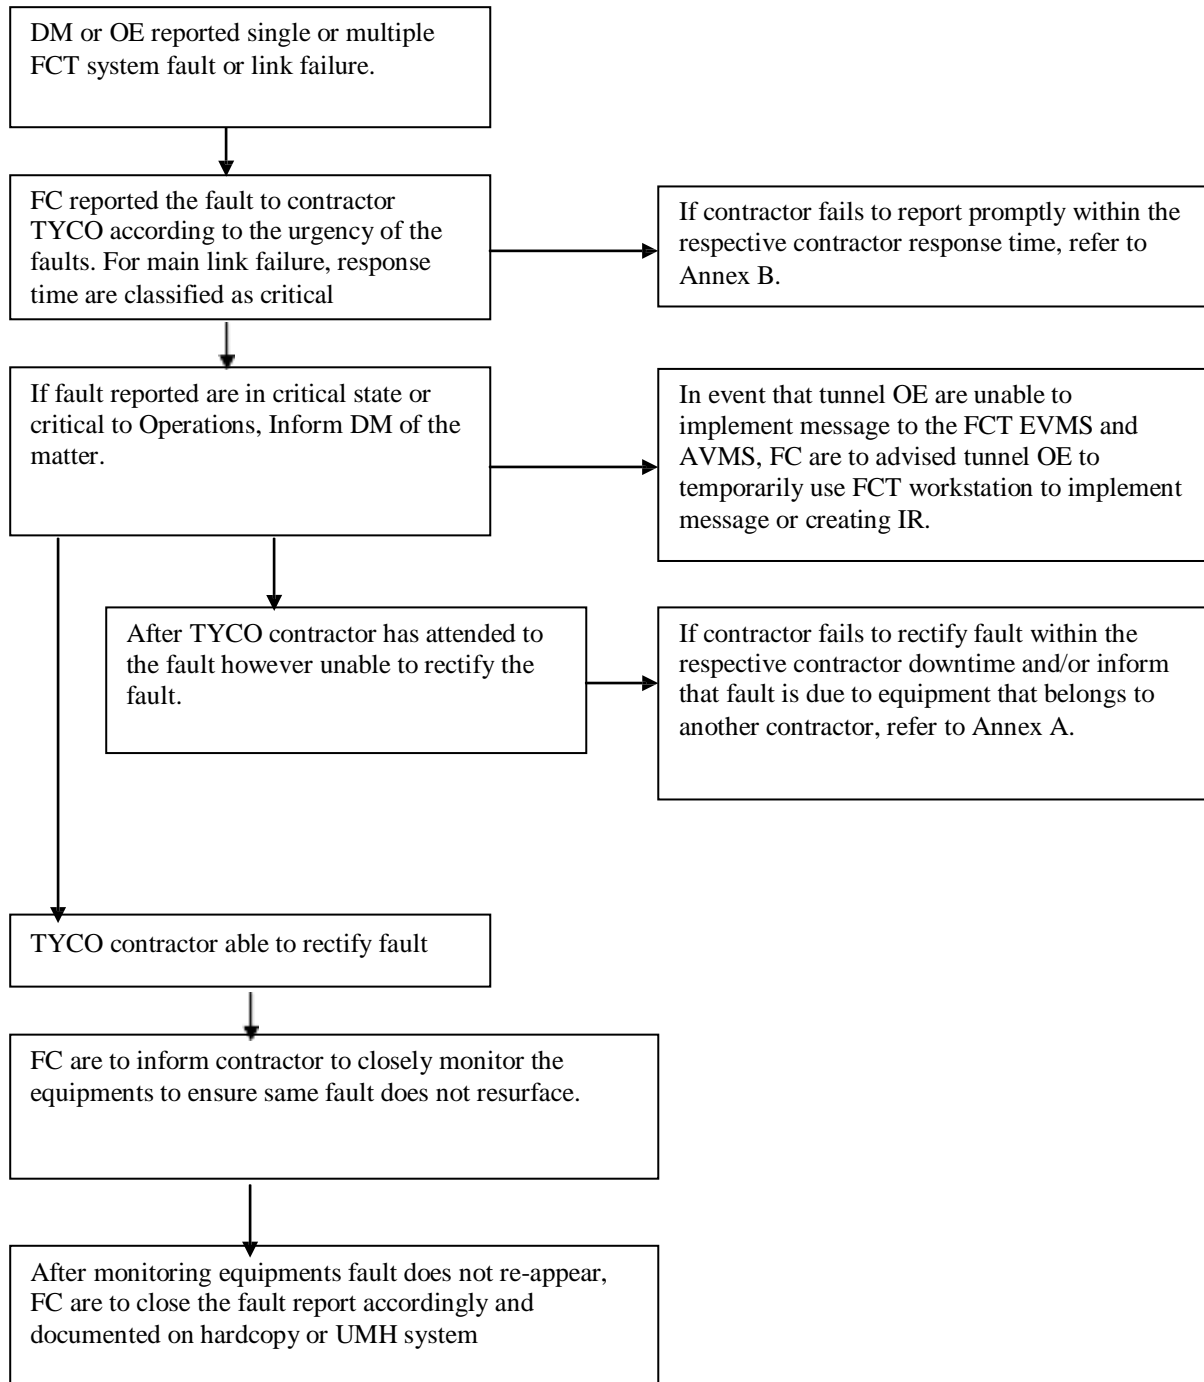 DM or OE reported single or multiple
FCT system fault or link failure.
FC reported the fault to contractor
TYCO according to the urgency of the
faults. For main link failure, response
time are classified as critical
If contractor fails to report promptly within the
respective contractor response time, refer to
Annex B.
If fault reported are in critical state or
critical to Operations, Inform DM of the
matter.
In event that tunnel OE are unable to
implement message to the FCT EVMS and
AVMS, FC are to advised tunnel OE to
temporarily use FCT workstation to implement
message or creating IR.
After TYCO contractor has attended to
the fault however unable to rectify the
fault.
If contractor fails to rectify fault within the
respective contractor downtime and/or inform
that fault is due to equipment that belongs to
another contractor, refer to Annex A.
TYCO contractor able to rectify fault
FC are to inform contractor to closely monitor the
equipments to ensure same fault does not resurface.
After monitoring equipments fault does not re-appear,
FC are to close the fault report accordingly and
documented on hardcopy or UMH system